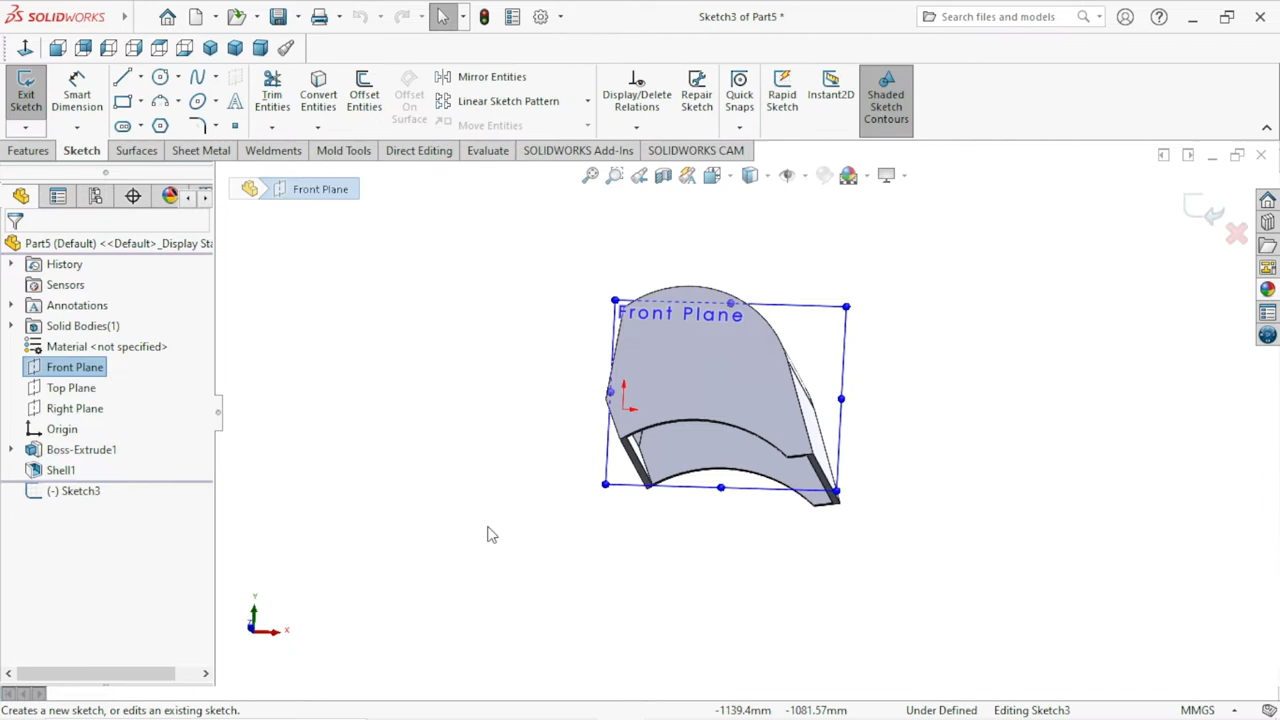 SOLIDWORKS
Sketch3 of Part5 *
Search files and models
Exit Sketch
Smart Dimension
Trim Entities
Convert Entities
Offset Entities
Offset On Surface
Mirror Entities
Linear Sketch Pattern
Move Entities
Display/Delete Relations
Repair Sketch
Quick Snaps
Rapid Sketch
Instant2D
Shaded Sketch Contours
Features
Sketch
Surfaces
Sheet Metal
Weldments
Mold Tools
Direct Editing
Evaluate
SOLIDWORKS Add-Ins
SOLIDWORKS CAM
Front Plane
Part5 (Default) <<Default>_Display Sta
History
Sensors
Annotations
Solid Bodies(1)
Material <not specified>
Front Plane
Top Plane
Right Plane
Origin
Boss-Extrude1
Shell1
(-) Sketch3
Front Plane
Y
X
Creates a new sketch, or edits an existing sketch.
-1139.4mm
-1081.57mm
Under Defined
Editing Sketch3
MMGS